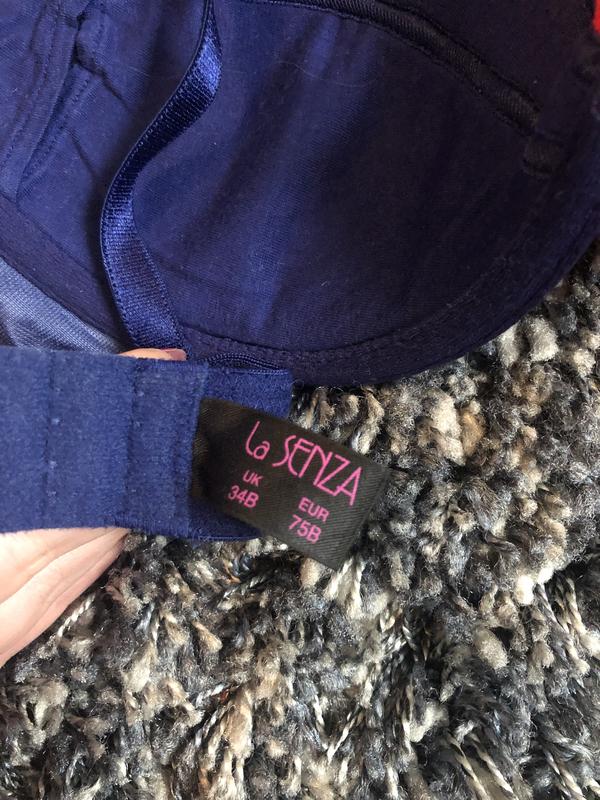 La SENZA
UK EUR
34B 75B